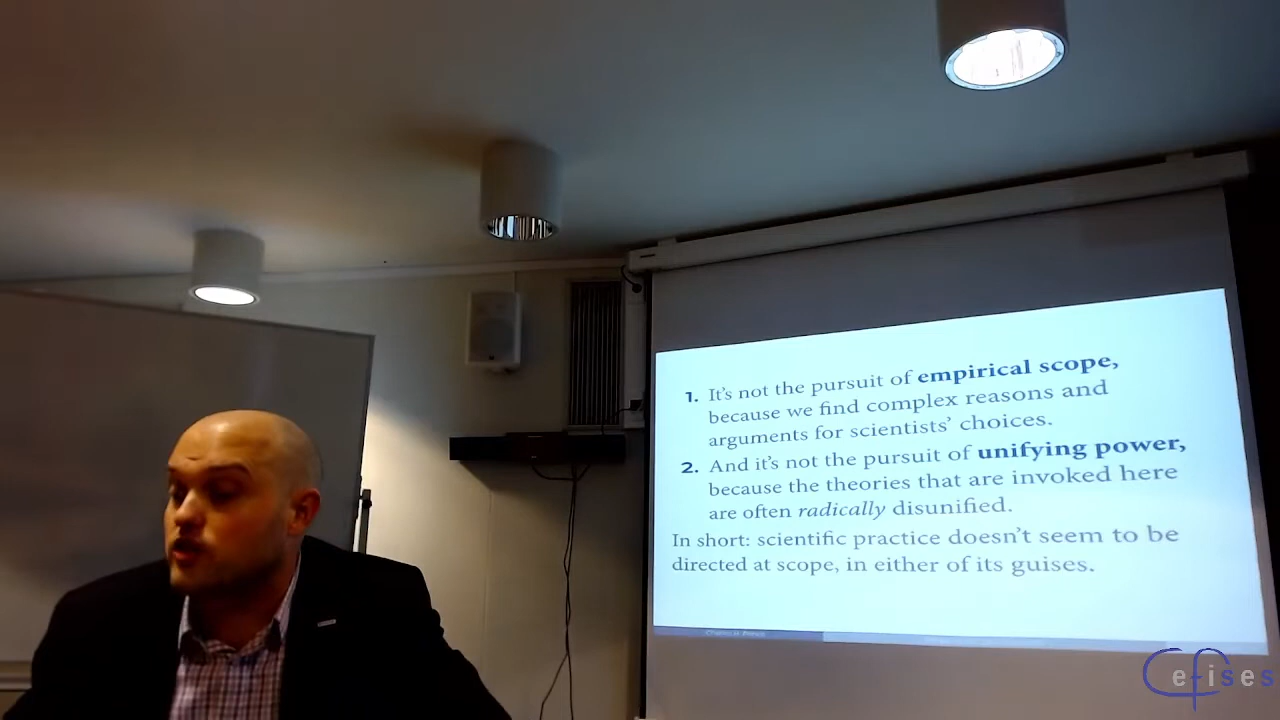 1. It's not the pursuit of empirical scope,
because we find complex reasons and
arguments for scientists' choices.
2. And it's not the pursuit of unifying power,
because the theories that are invoked here
are often radically disunified.
In short: scientific practice doesn't seem to be
directed at scope, in either of its guises.
Cefises